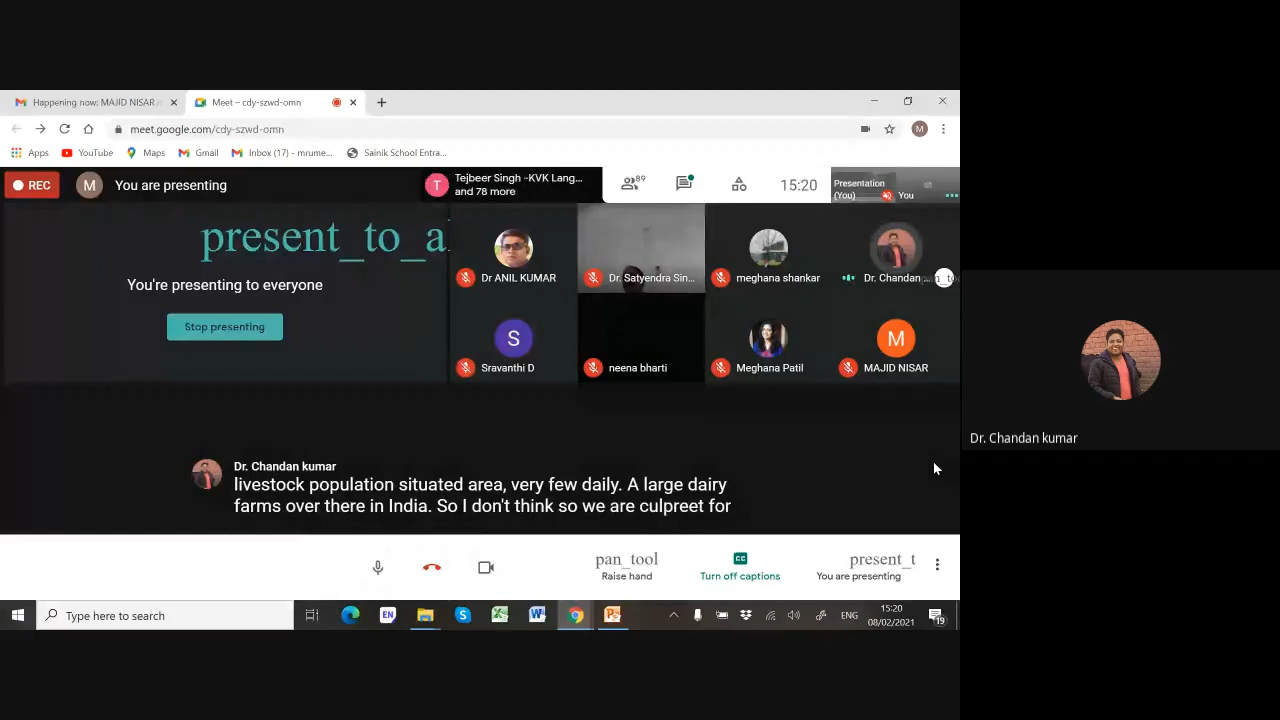 Happening now: MAJID NISAR
Meet – cdy-szwd-omn
meet.google.com/cdy-szwd-omn
M
Apps
YouTube
Maps
Gmail
Inbox (17) - mrume...
Sainik School Entra...
REC
M
You are presenting
T
Tejbeer Singh -KVK Lang...
and 78 more
89
15:20
Presentation
(You)
You
present_to_al
You're presenting to everyone
Stop presenting
Dr ANIL KUMAR
Dr. Satyendra Sin...
meghana shankar
Dr. Chandan ...
S
Sravanthi D
neena bharti
Meghana Patil
M
MAJID NISAR
Dr. Chandan kumar
livestock population situated area, very few daily. A large dairy
farms over there in India. So I don't think so we are culpreet for
pan_tool
Raise hand
CC
Turn off captions
present_t
You are presenting
Type here to search
EN
ENG
15:20
08/02/2021
19
Dr. Chandan kumar